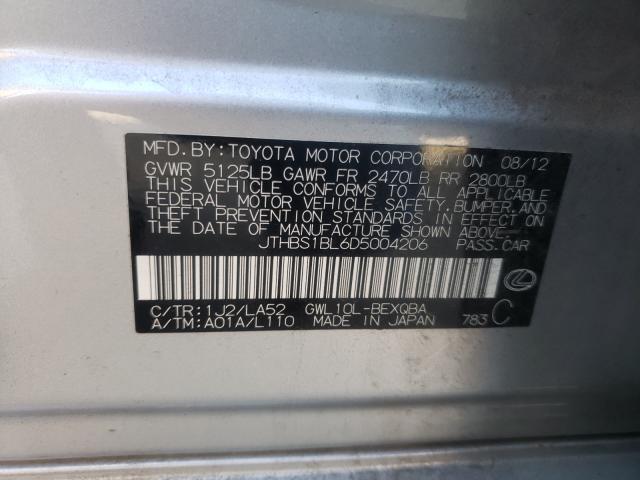 MFD. BY: TOYOTA MOTOR CORPORATION 08/12
GVWR 5125LB GAWR FR 2470LB RR 2800LB
THIS VEHICLE CONFORMS TO ALL APPLICABLE
FEDERAL MOTOR VEHICLE SAFETY, BUMPER, AND
THEFT PREVENTION STANDARDS IN EFFECT ON
THE DATE OF MANUFACTURE SHOWN ABOVE.
JTHBS1BL6D5004206 PASS. CAR
C/TR: 1J2/LA52 GWL10L-BEXQBA
A/TM: A01A/L110 MADE IN JAPAN 783 C